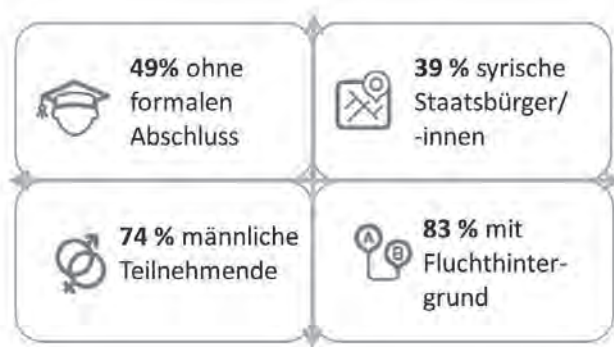 49% ohne
formalen
Abschluss
39 % syrische
Staatsbürger/
-innen
74 % männliche
Teilnehmende
A
B
83 % mit
Fluchthinter-
grund